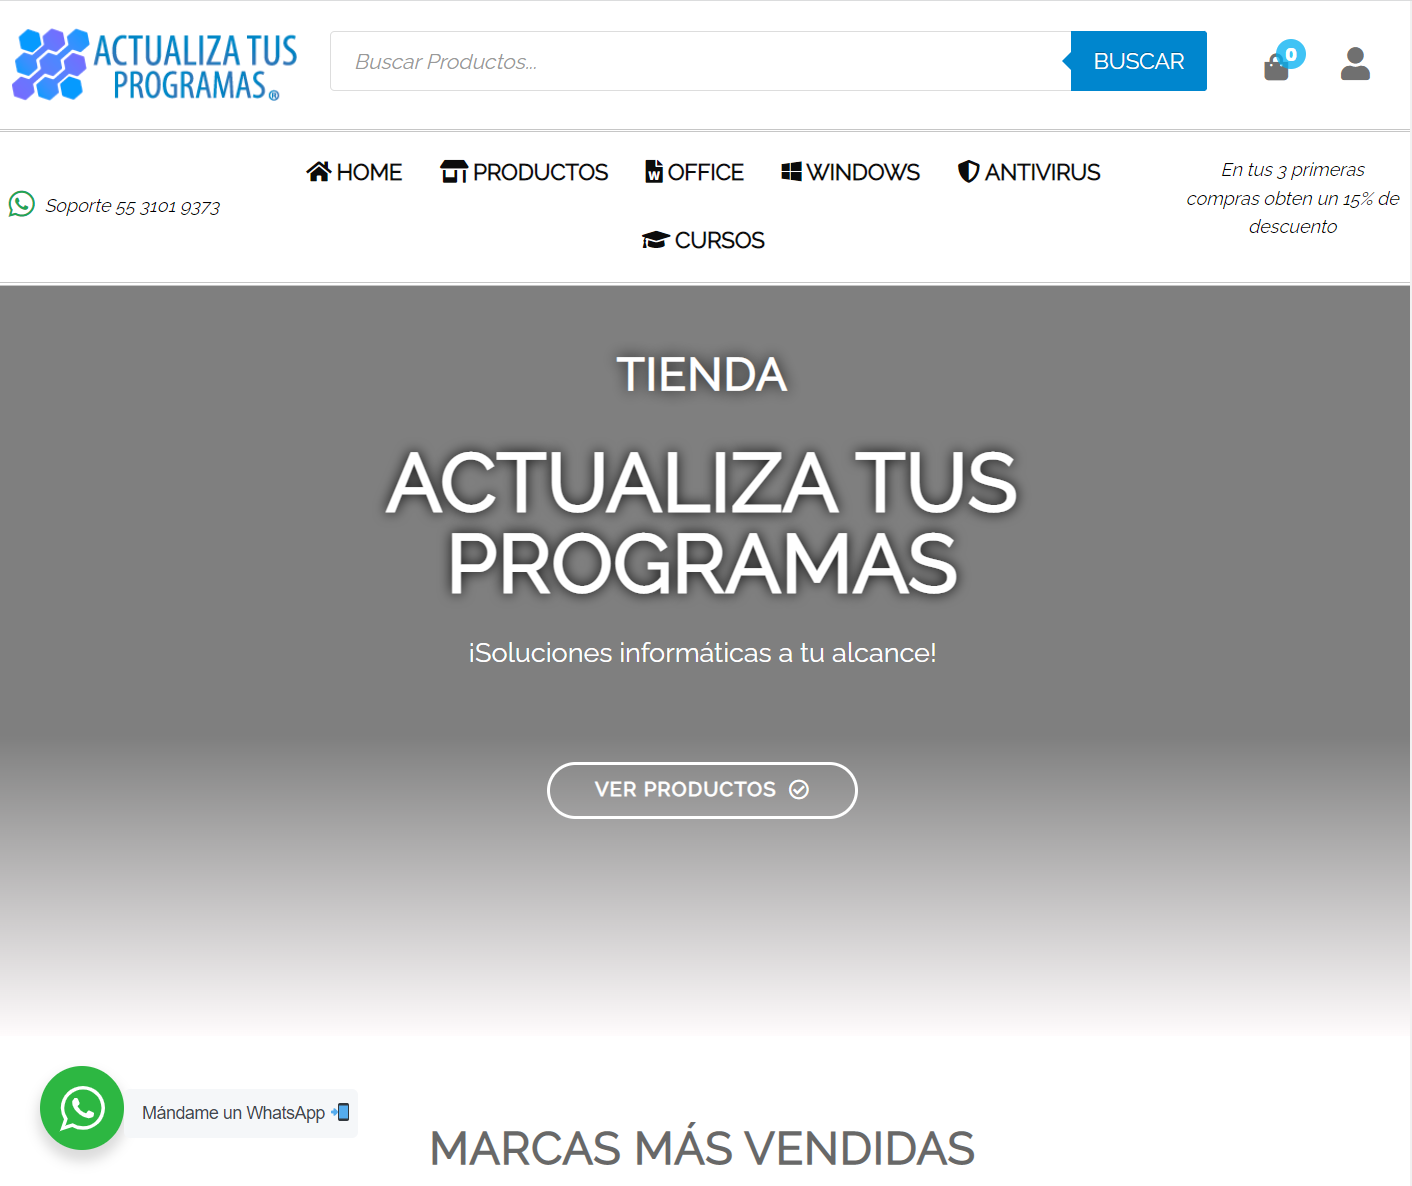 ACTUALIZA TUS
PROGRAMAS®
Buscar Productos...
BUSCAR
0
Soporte 55 3101 9373
HOME
PRODUCTOS
OFFICE
WINDOWS
ANTIVIRUS
CURSOS
En tus 3 primeras
compras obten un 15% de
descuento
TIENDA
ACTUALIZA TUS
PROGRAMAS
¡Soluciones informáticas a tu alcance!
VER PRODUCTOS
Mándame un WhatsApp 📲
MARCAS MÁS VENDIDAS